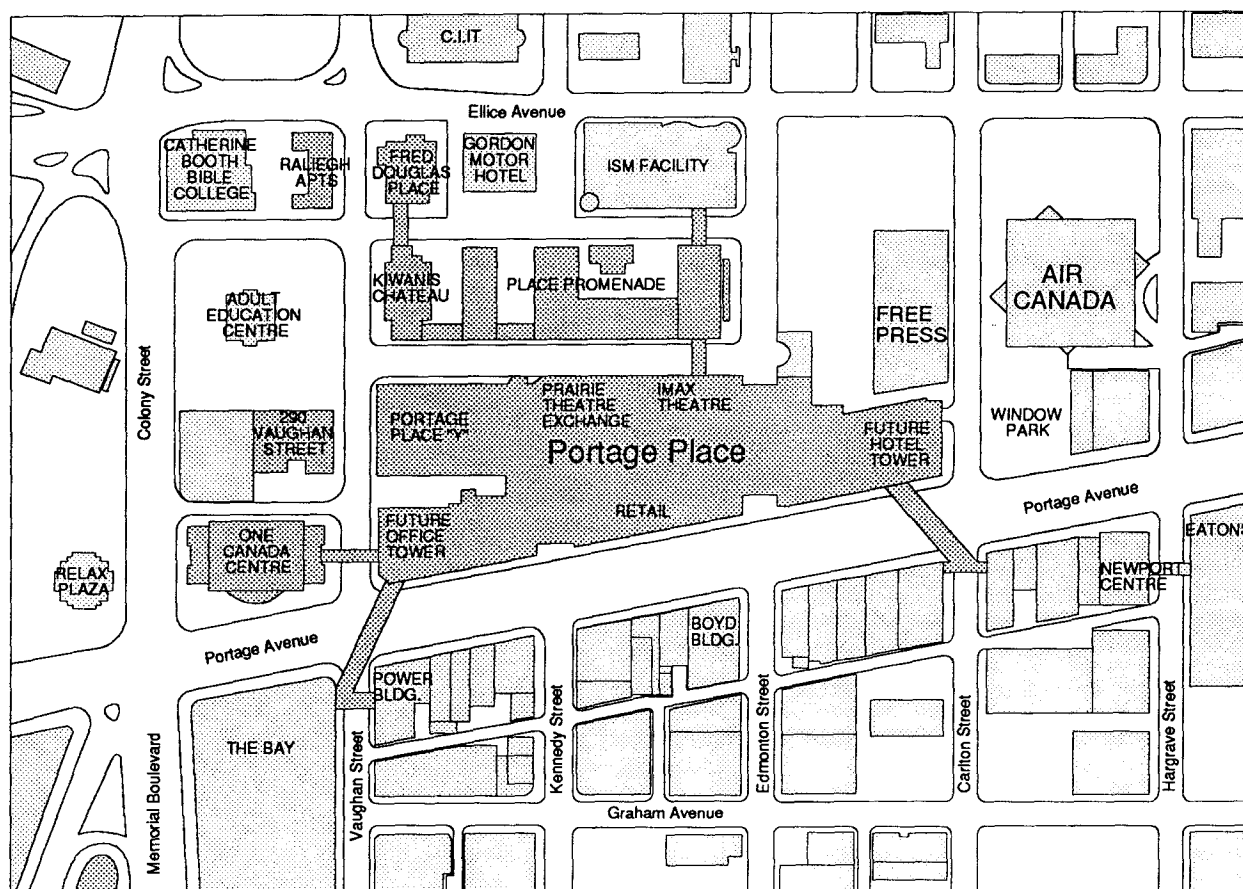 C.I.IT
Ellice Avenue
CATHERINE
BOOTH
BIBLE
COLLEGE
RALIEGH
APTS
FRED
DOUGLAS
PLACE
GORDON
MOTOR
HOTEL
ISM FACILITY
KIWANIS
CHATEAU
PLACE PROMENADE
AIR
CANADA
ADULT
EDUCATION
CENTRE
FREE
PRESS
Colony Street
PRAIRIE
THEATRE
EXCHANGE
IMAX
THEATRE
PORTAGE
PLACE "Y"
290
VAUGHAN
STREET
WINDOW
PARK
FUTURE
HOTEL
TOWER
Portage Place
RETAIL
Portage Avenue
FUTURE
OFFICE
TOWER
ONE
CANADA
CENTRE
EATONS
RELAX
PLAZA
NEWPORT
CENTRE
Portage Avenue
BOYD
BLDG.
POWER
BLDG.
THE BAY
Memorial Boulevard
Vaughan Street
Kennedy Street
Edmonton Street
Carlton Street
Hargrave Street
Graham Avenue